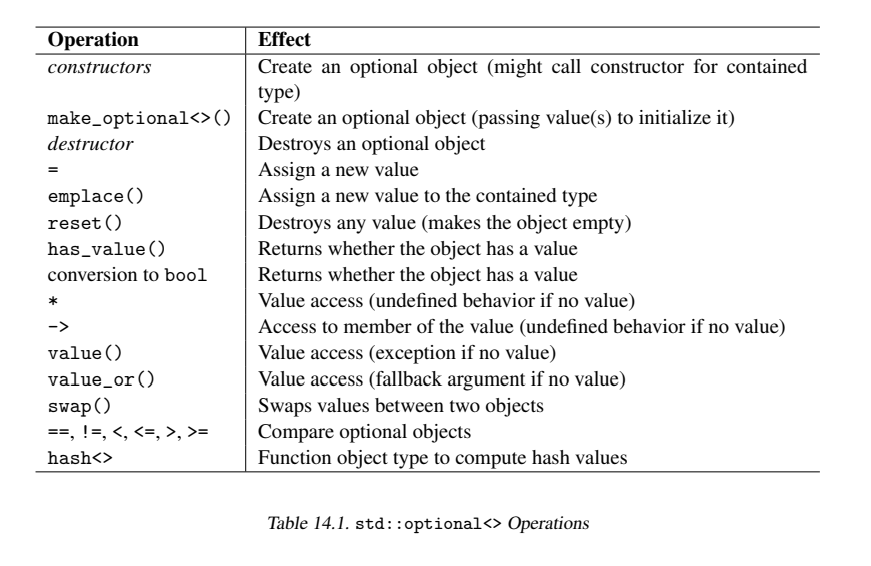 Operation Effect
constructors Create an optional object (might call constructor for contained
type)
make_optional<>() Create an optional object (passing value(s) to initialize it)
destructor Destroys an optional object
= Assign a new value
emplace() Assign a new value to the contained type
reset() Destroys any value (makes the object empty)
has_value() Returns whether the object has a value
conversion to bool Returns whether the object has a value
* Value access (undefined behavior if no value)
-> Access to member of the value (undefined behavior if no value)
value() Value access (exception if no value)
value_or() Value access (fallback argument if no value)
swap() Swaps values between two objects
==, !=, <, <=, >, >= Compare optional objects
hash<> Function object type to compute hash values
Table 14.1. std::optional<> Operations